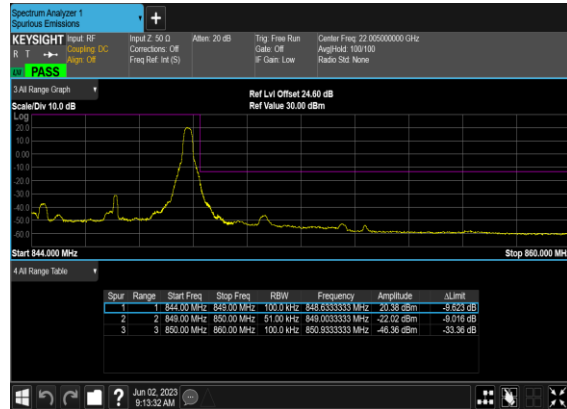 Spectrum Analyzer 1
Spurious Emissions
+
KEYSIGHT
R T
LW PASS
Input: RF
Coupling: DC
Align: Off
Input Z: 50 Ω
Corrections: Off
Freq Ref: Int (S)
Atten: 20 dB
Trig: Free Run
Gate: Off
IF Gain: Low
Center Freq: 22.005000000 GHz
Avg|Hold: 100/100
Radio Std: None
3 All Range Graph
Scale/Div 10.0 dB
Ref Lvl Offset 24.60 dB
Ref Value 30.00 dBm
Log
20.0
10.0
0.00
-10.0
-20.0
-30.0
-40.0
-50.0
-60.0
Start 844.000 MHz
Stop 860.000 MHz
4 All Range Table
Spur Range Start Freq Stop Freq RBW Frequency Amplitude ΔLimit
1 1 844.00 MHz 849.00 MHz 100.0 kHz 848.6333333 MHz 20.38 dBm -9.623 dB
2 2 849.00 MHz 850.00 MHz 51.00 kHz 849.0033333 MHz -22.02 dBm -9.016 dB
3 3 850.00 MHz 860.00 MHz 100.0 kHz 850.9333333 MHz -46.36 dBm -33.36 dB
?
Jun 02, 2023
9:13:32 AM